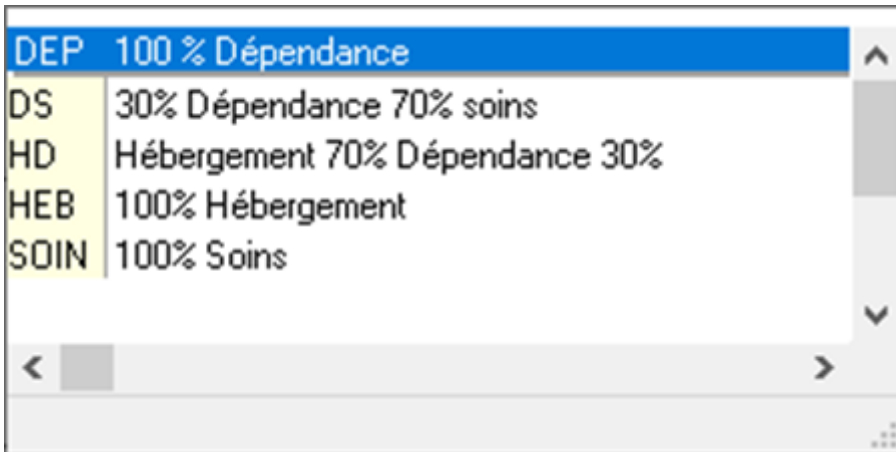 DEP 100 % Dépendance
DS 30% Dépendance 70% soins
HD Hébergement 70% Dépendance 30%
HEB 100% Hébergement
SOIN 100% Soins